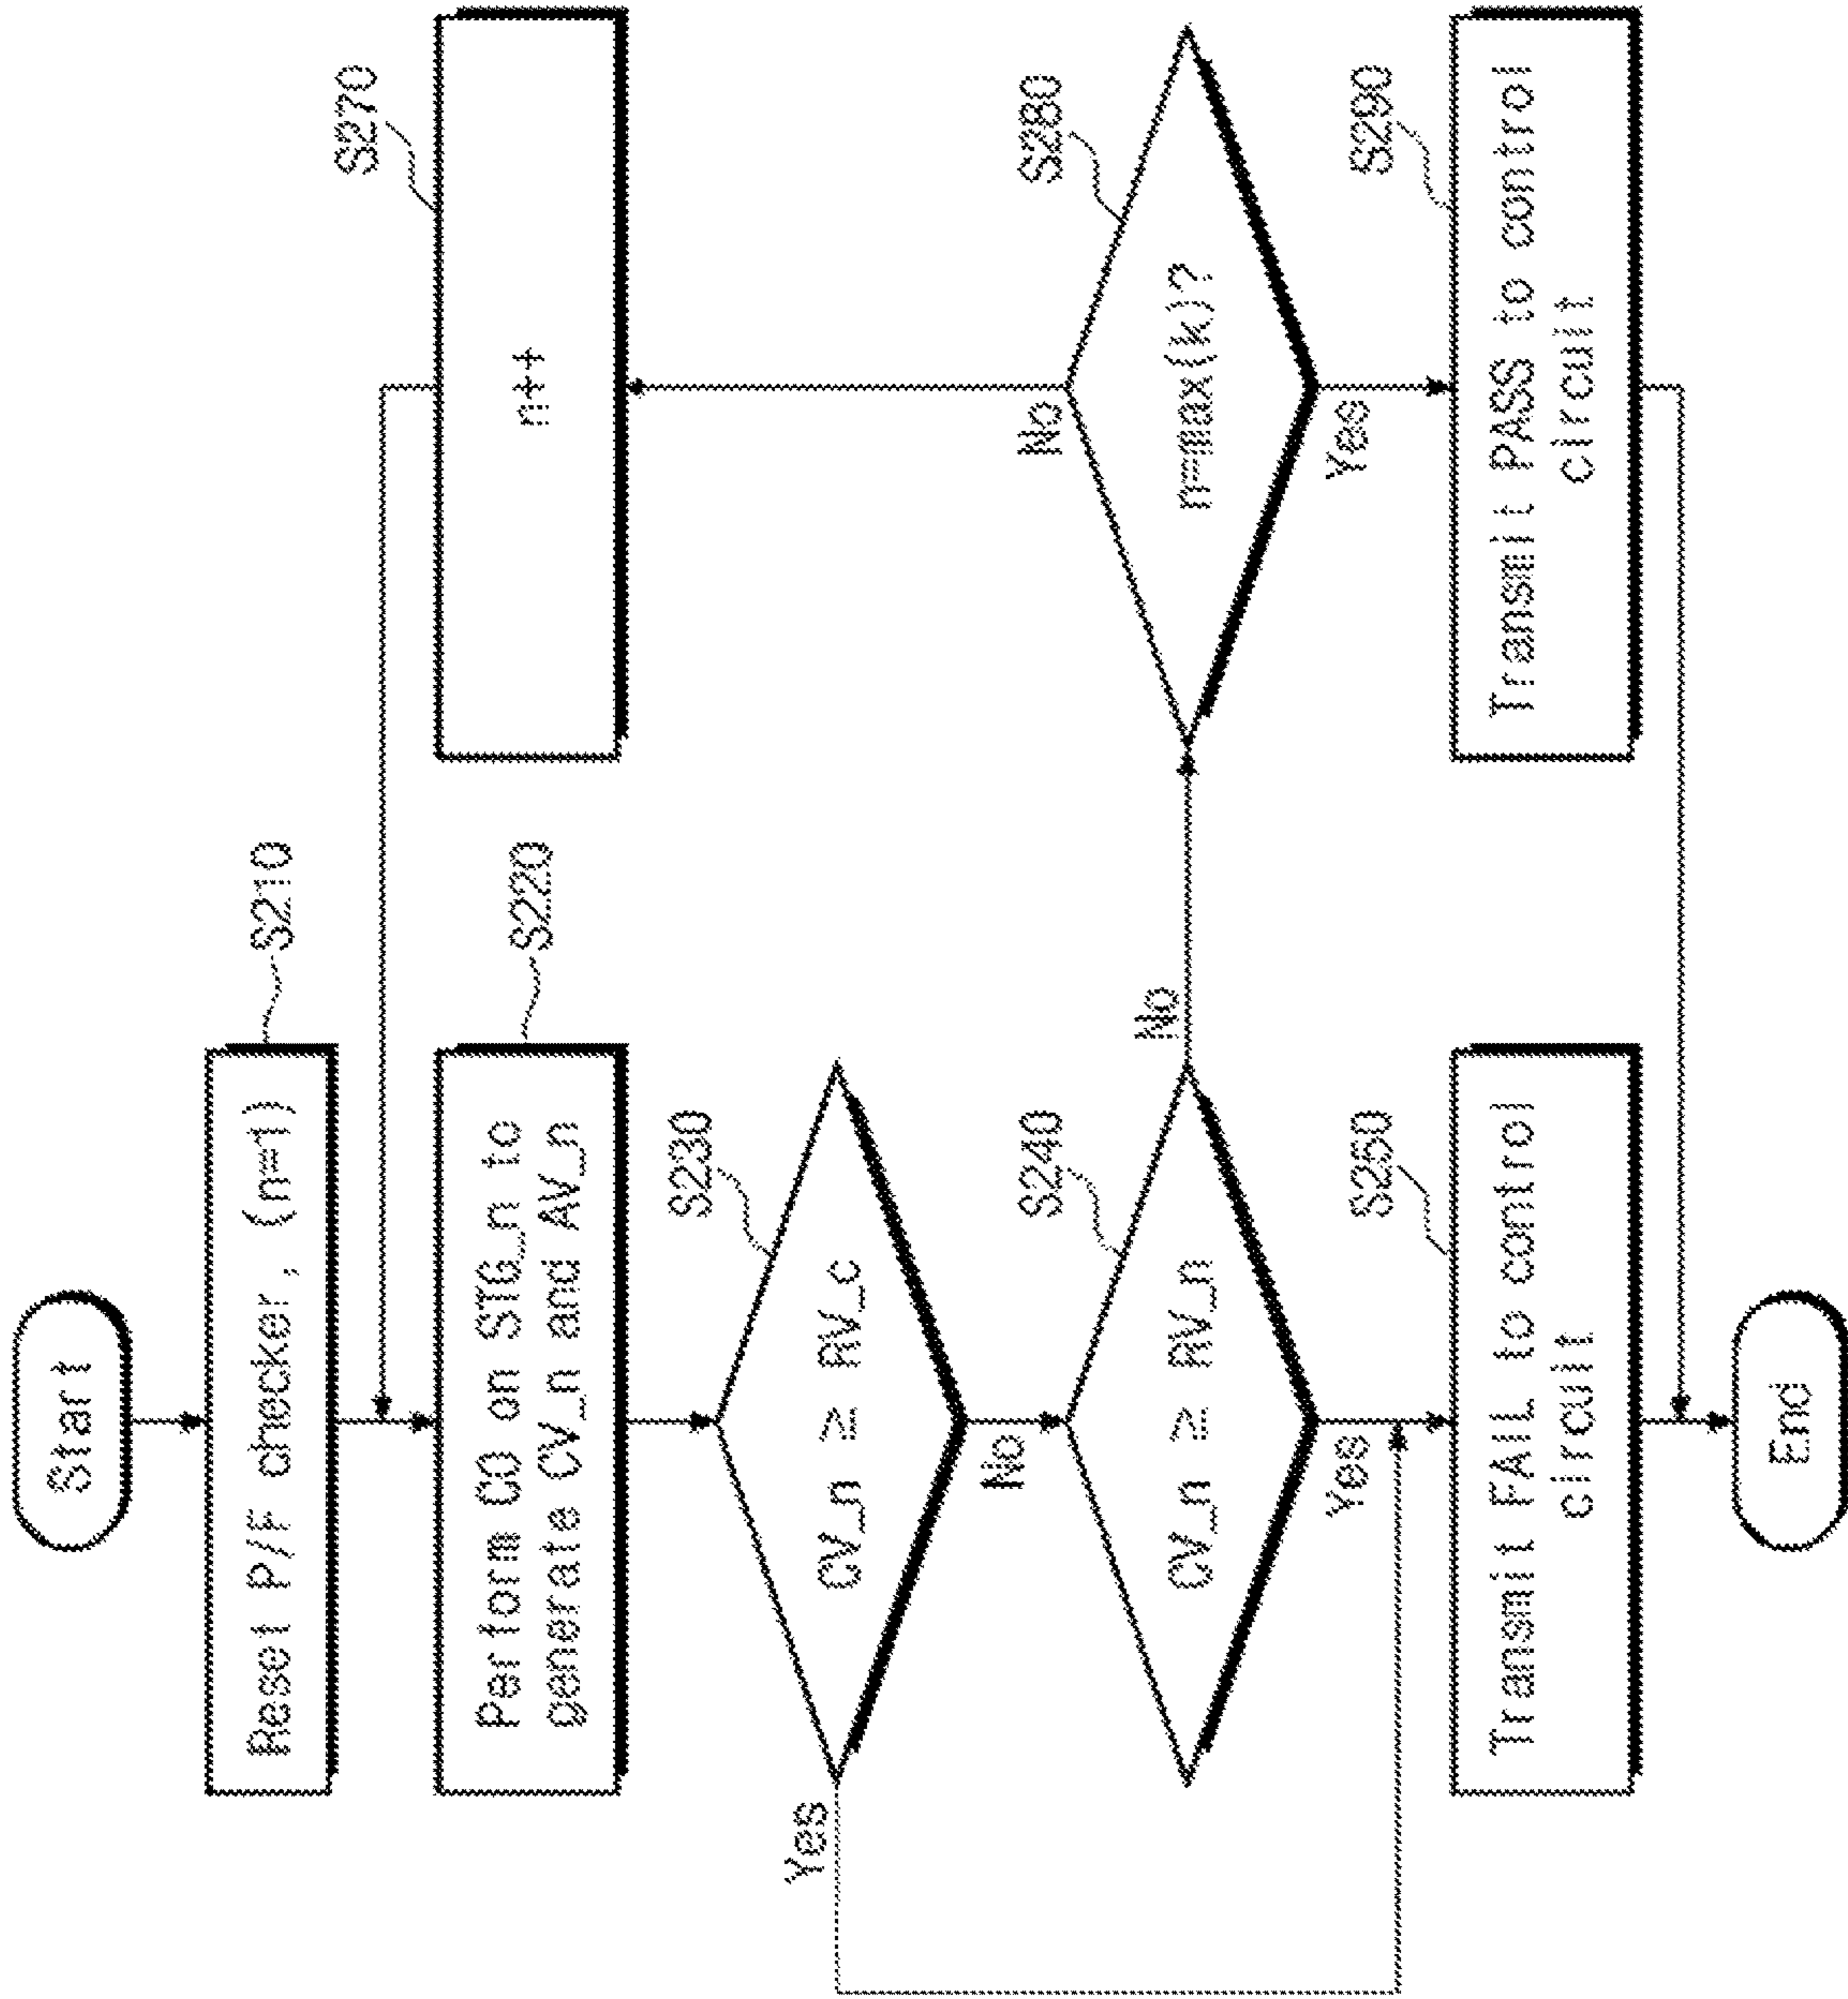 Start
Reset P/F checker, (n=1)
S210
Perform CO on STG_n to
generate CV_n and AV_n
S220
n++
S270
CV_n ≥ RV_c
S230
Yes
No
CV_n ≥ RV_n
S240
No
Yes
n=max(k)?
S280
No
Yes
Transmit FAIL to control
circuit
Transmit PASS to control
circuit
S290
End